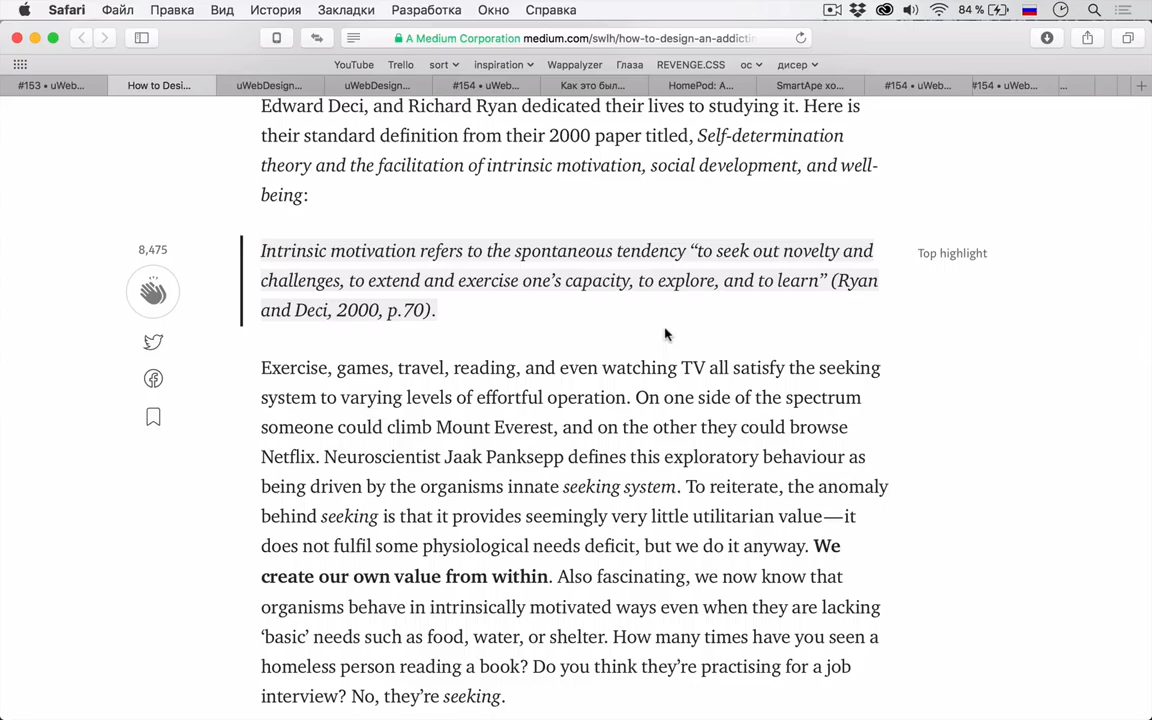 Safari Файл Правка Вид История Закладки Разработка Окно Справка 84 %
A Medium Corporation medium.com/swlh/how-to-design-an-addictin
YouTube Trello sort inspiration Wappalyzer Глаза REVENGE.CSS ос дисер
#153 • uWeb... How to Desi... uWebDesign... uWebDesign... #154 • uWeb... Как это был... HomePod: A... SmartApe хо... #154 • uWeb... #154 • uWeb... ...
Edward Deci, and Richard Ryan dedicated their lives to studying it. Here is
their standard definition from their 2000 paper titled, Self-determination
theory and the facilitation of intrinsic motivation, social development, and well-
being:
8,475
Intrinsic motivation refers to the spontaneous tendency “to seek out novelty and
challenges, to extend and exercise one’s capacity, to explore, and to learn” (Ryan
and Deci, 2000, p.70).
Top highlight
Exercise, games, travel, reading, and even watching TV all satisfy the seeking
system to varying levels of effortful operation. On one side of the spectrum
someone could climb Mount Everest, and on the other they could browse
Netflix. Neuroscientist Jaak Panksepp defines this exploratory behaviour as
being driven by the organisms innate seeking system. To reiterate, the anomaly
behind seeking is that it provides seemingly very little utilitarian value — it
does not fulfil some physiological needs deficit, but we do it anyway. We
create our own value from within. Also fascinating, we now know that
organisms behave in intrinsically motivated ways even when they are lacking
‘basic’ needs such as food, water, or shelter. How many times have you seen a
homeless person reading a book? Do you think they’re practising for a job
interview? No, they’re seeking.